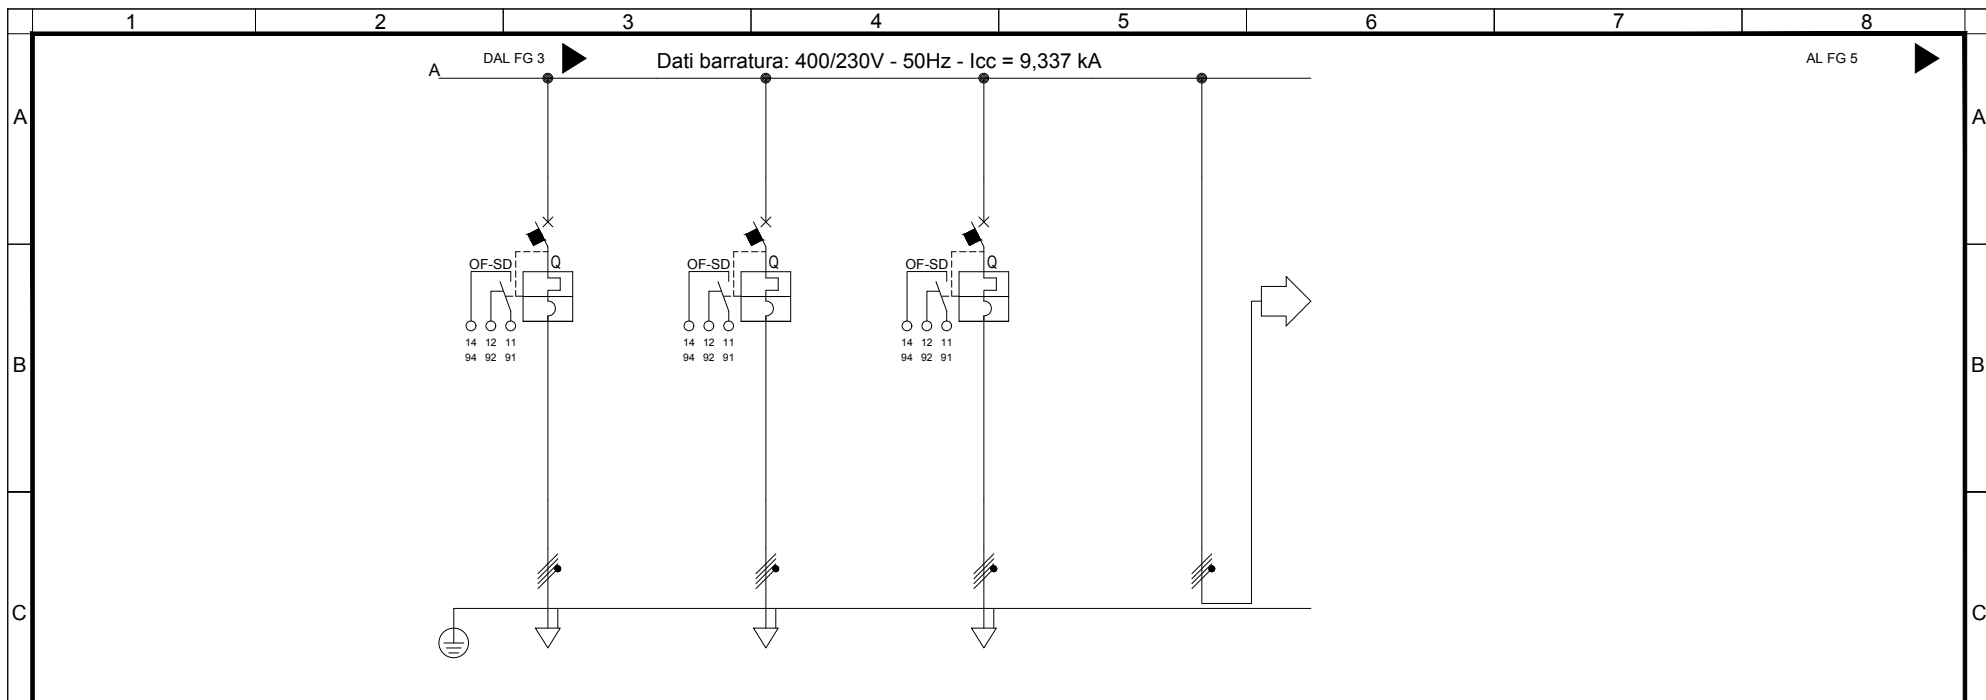 1 2 3 4 5 6 7 8
DAL FG 3 Dati barratura: 400/230V - 50Hz - Icc = 9,337 kA AL FG 5
A
A A
OF-SD Q OF-SD Q OF-SD Q
14 12 11 14 12 11 14 12 11
94 92 91 94 92 91 94 92 91
B B
C C